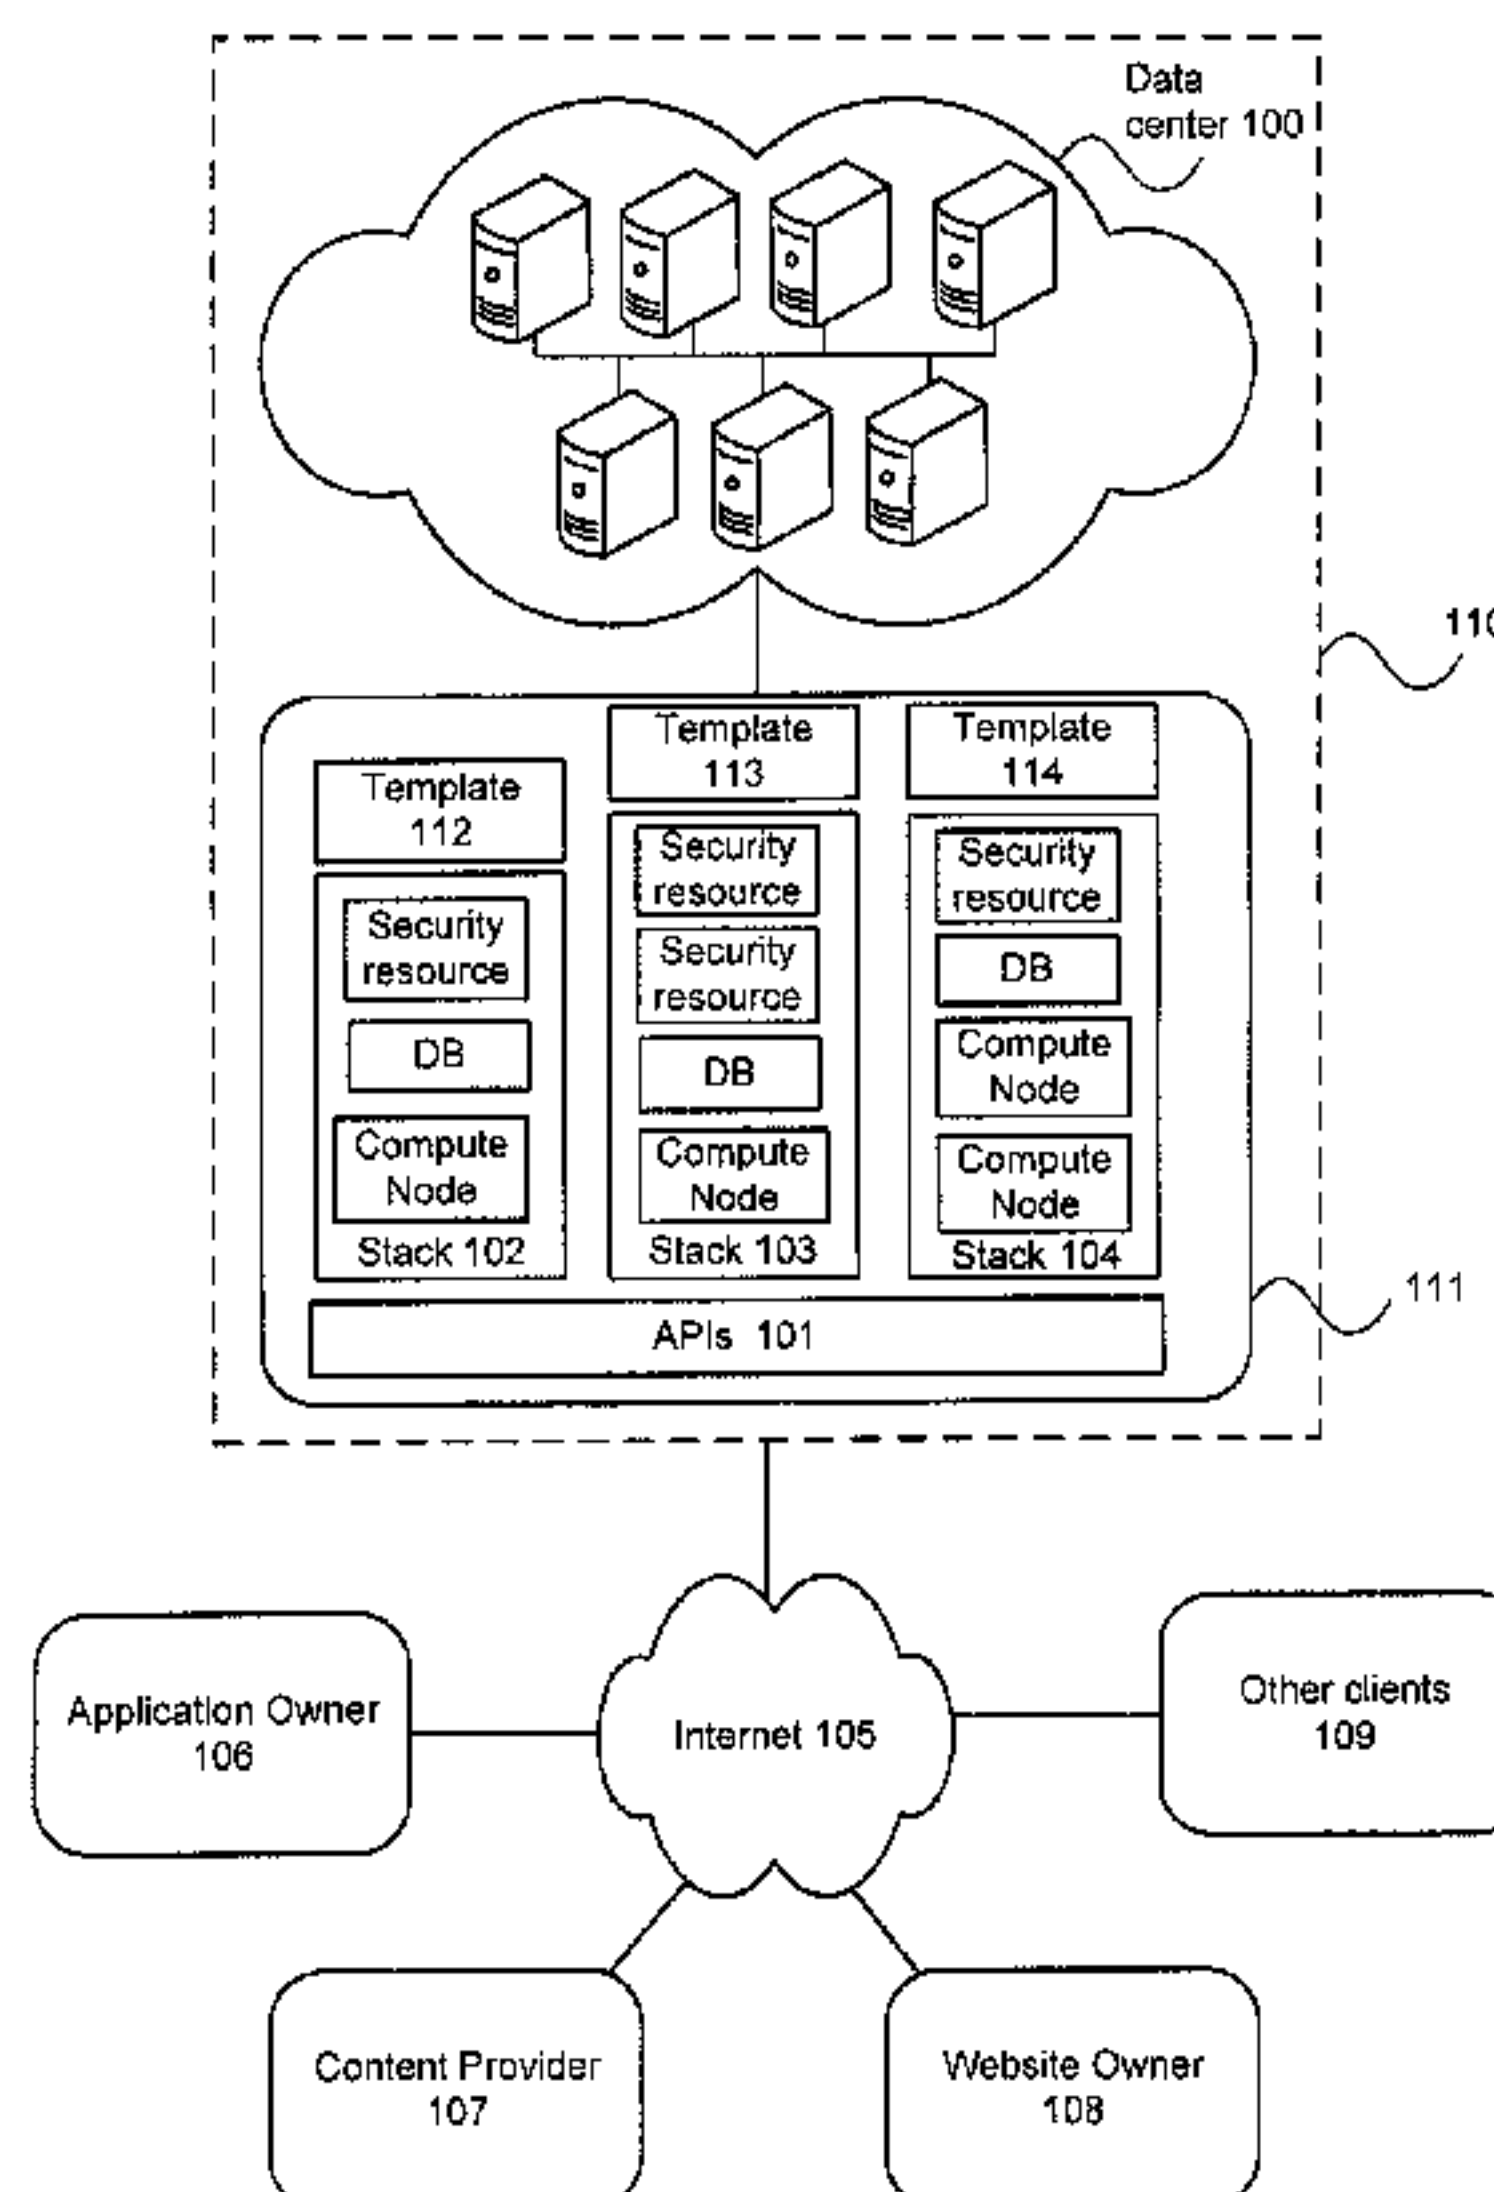 Data
center 100
110
Template
112
Security
resource
DB
Compute
Node
Stack 102
Template
113
Security
resource
Security
resource
DB
Compute
Node
Stack 103
Template
114
Security
resource
DB
Compute
Node
Compute
Node
Stack 104
APIs 101
111
Application Owner
106
Internet 105
Other clients
109
Content Provider
107
Website Owner
108